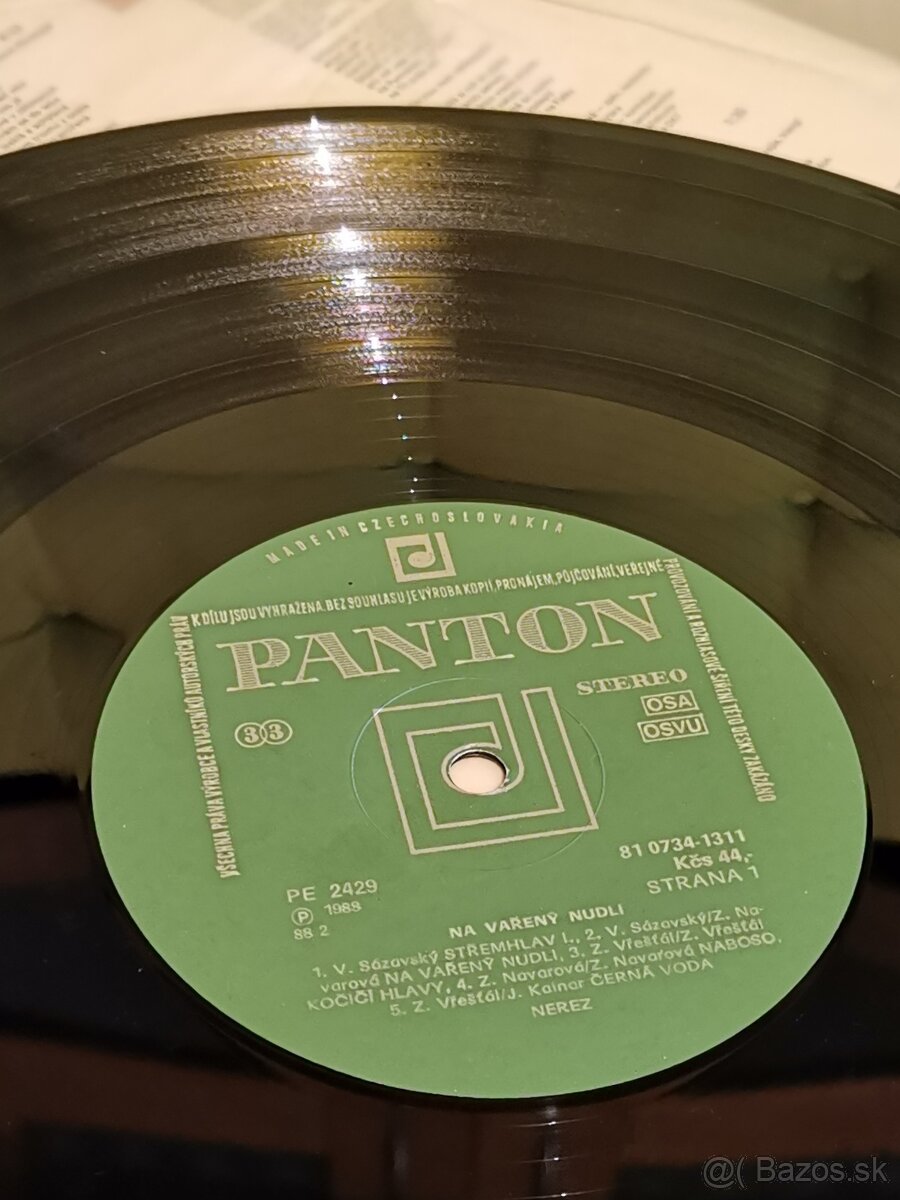 MADE IN CZECHOSLOVAKIA
VŠECHNA PRÁVA VÝROBCE A VLASTNÍKŮ AUTORSKÝCH PRÁV
K DÍLU JSOU VYHRAŽENA. BEZ SOUHLASU JE VÝROBA KOPIÍ, PRONÁJEM, PŮJČOVÁNÍ, VEŘEJNÉ
PROVOZOVÁNÍ A ROZHLASOVÉ ŠÍŘENÍ TÉTO DESKY ZAKÁZÁNO
PANTON
STEREO
33
OSA
OSVU
81 0734-1311
Kčs 44,-
STRANA 1
PE 2429
Ⓟ 1988
88 2
NA VAŘENÝ NUDLI
1. V. Sázavský STŘEMHLAV I., 2. V. Sázavský/Z. Na-
varová NA VAŘENÝ NUDLI, 3. Z. Vřešťál/Z. Vřešťál
KOČIČÍ HLAVY, 4. Z. Navarová/Z. Navarová NABOSO,
5. Z. Vřešťál/J. Kainar ČERNÁ VODA
NEREZ
@( Bazos.sk